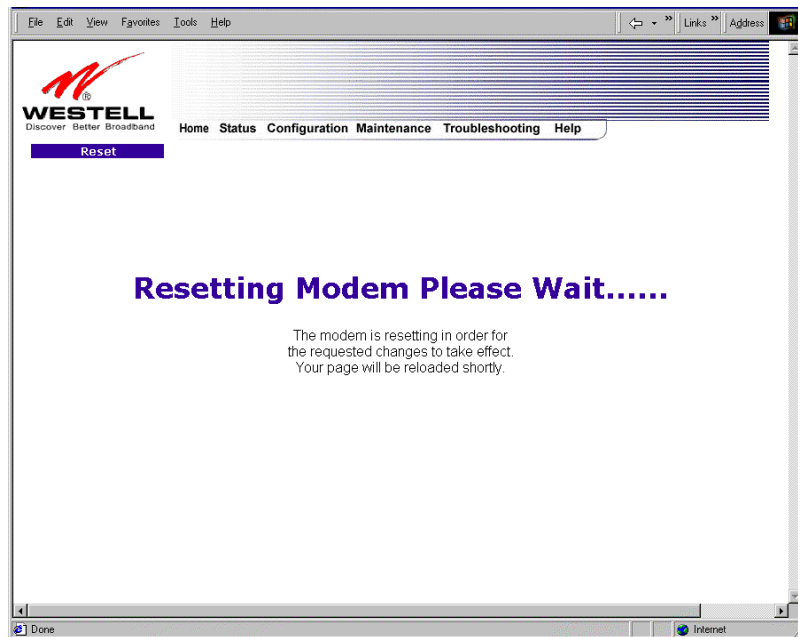 File Edit View Favorites Tools Help
Links » Address
»
WESTELL
®
Discover Better Broadband
Home Status Configuration Maintenance Troubleshooting Help
Reset
Resetting Modem Please Wait......
The modem is resetting in order for
the requested changes to take effect.
Your page will be reloaded shortly.
Done
Internet